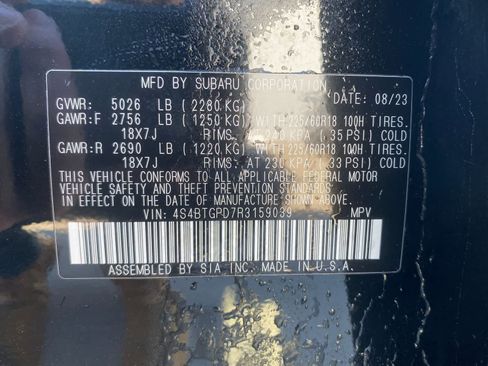 MFD BY SUBARU CORPORATION
GVWR: 5026 LB ( 2280 KG) DATE: 08/23
GAWR:F 2756 LB ( 1250 KG) WITH 225/60R18 100H TIRES
18X7J RIMS. AT 240 KPA ( 35 PSI) COLD
GAWR:R 2690 LB ( 1220 KG) WITH 225/60R18 100H TIRES
18X7J RIMS. AT 230 KPA ( 33 PSI) COLD
THIS VEHICLE CONFORMS TO ALL APPLICABLE FEDERAL MOTOR
VEHICLE SAFETY AND THEFT PREVENTION STANDARDS IN
EFFECT ON THE DATE OF MANUFACTURE SHOWN ABOVE.
VIN: 4S4BTGPD7R3159039 MPV
ASSEMBLED BY SIA INC. MADE IN U.S.A.